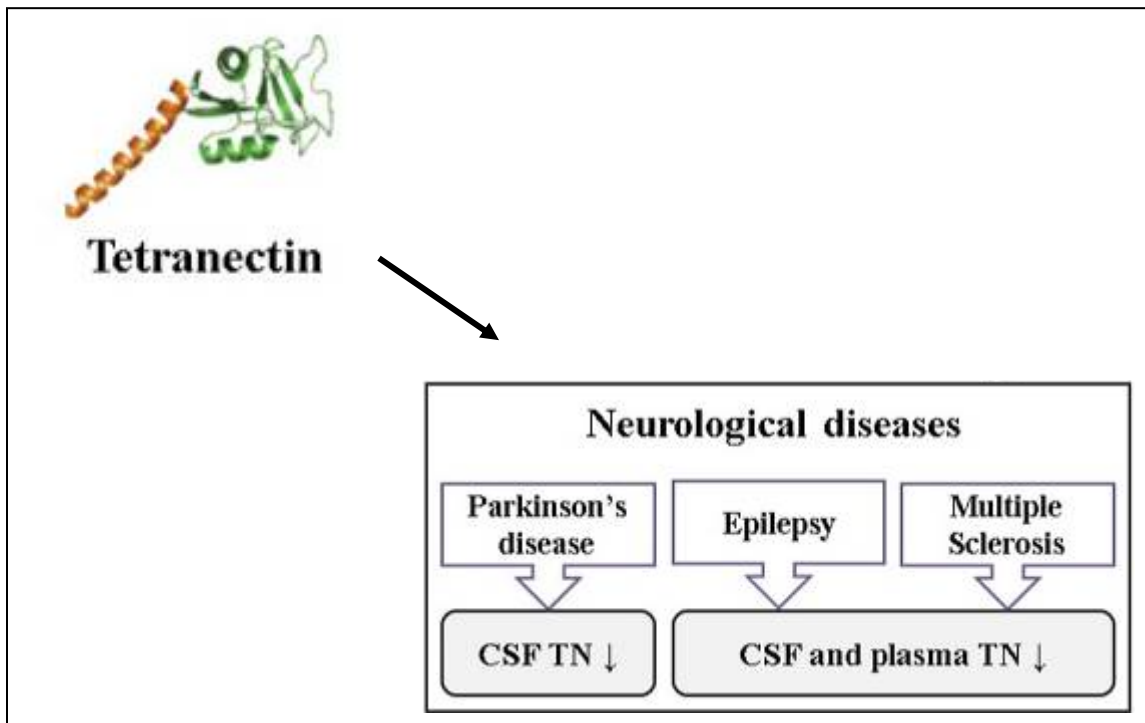 Tetranectin
Neurological diseases
Parkinson's
disease
Epilepsy
Multiple
Sclerosis
CSF TN ↓
CSF and plasma TN ↓